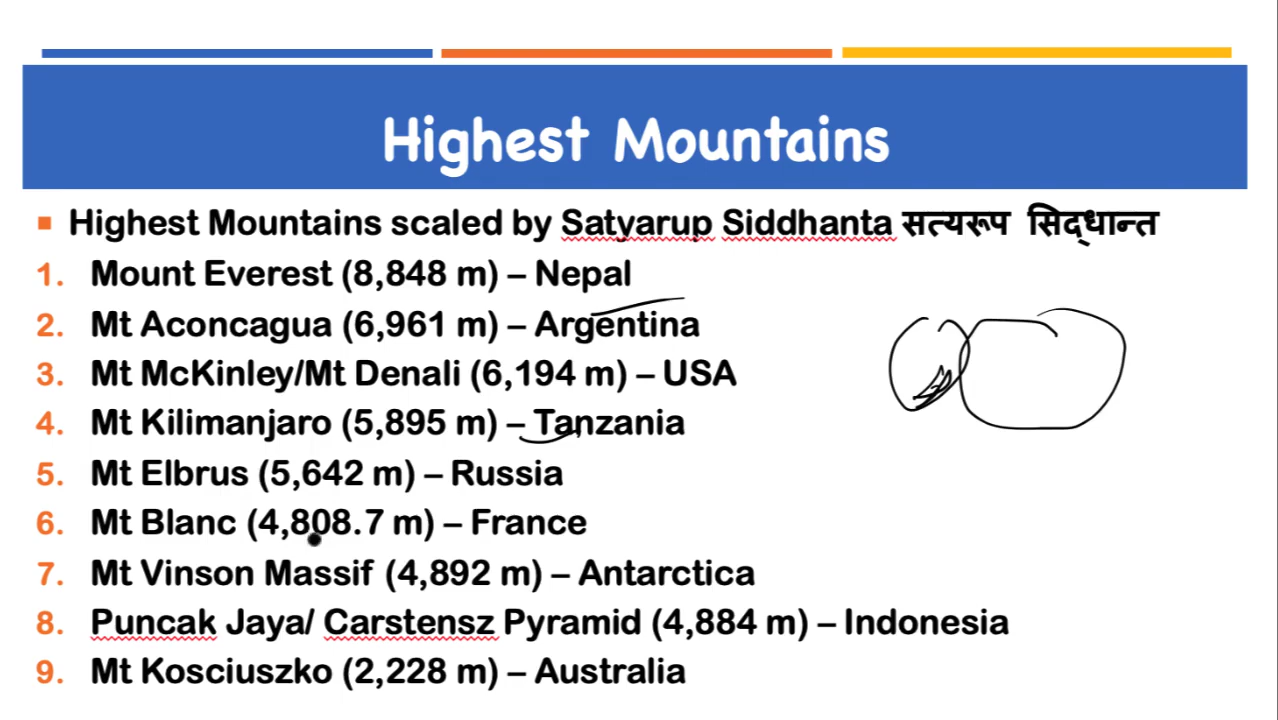 Highest Mountains
Highest Mountains scaled by Satyarup Siddhanta सत्यरूप सिद्धान्त
1. Mount Everest (8,848 m) – Nepal
2. Mt Aconcagua (6,961 m) – Argentina
3. Mt McKinley/Mt Denali (6,194 m) – USA
4. Mt Kilimanjaro (5,895 m) – Tanzania
5. Mt Elbrus (5,642 m) – Russia
6. Mt Blanc (4,808.7 m) – France
7. Mt Vinson Massif (4,892 m) – Antarctica
8. Puncak Jaya/ Carstensz Pyramid (4,884 m) – Indonesia
9. Mt Kosciuszko (2,228 m) – Australia